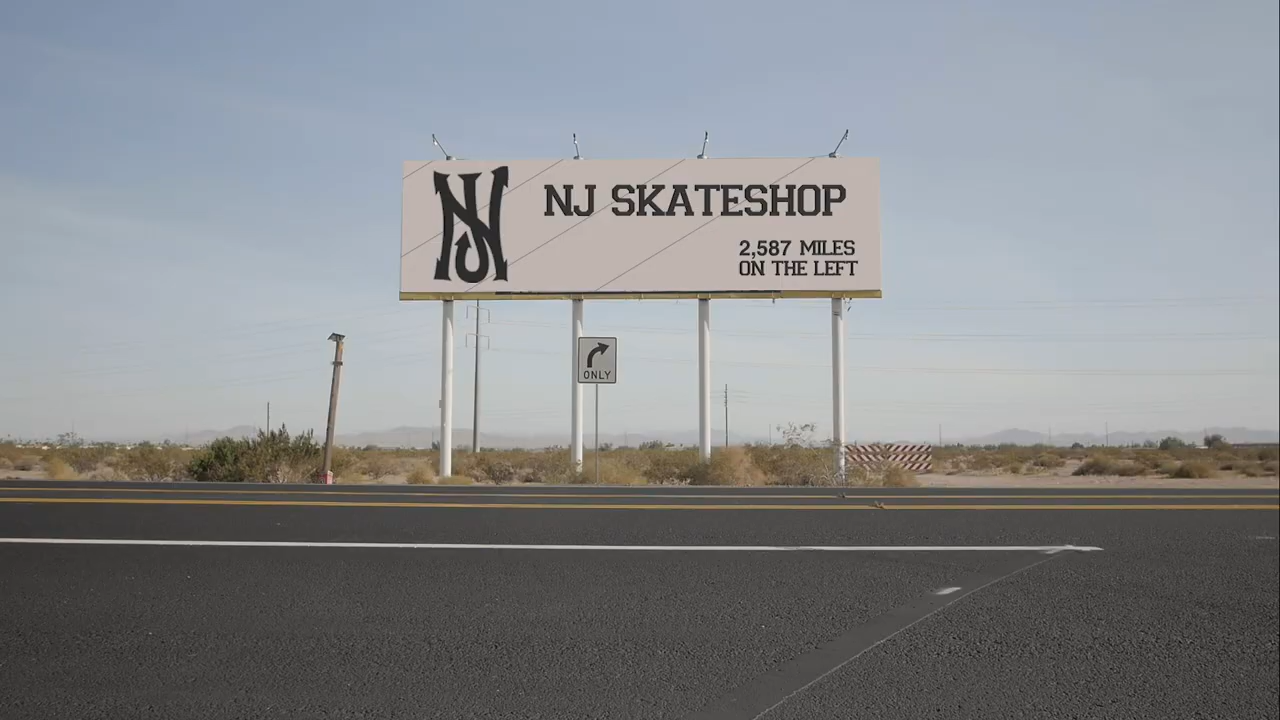 NJ
NJ SKATESHOP
2,587 MILES
ON THE LEFT
ONLY